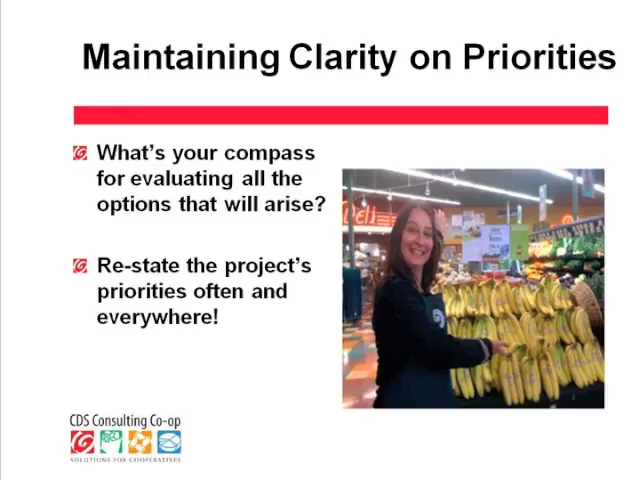 Maintaining Clarity on Priorities
What's your compass
for evaluating all the
options that will arise?
Re-state the project's
priorities often and
everywhere!
Deli
CDS Consulting Co-op
SOLUTIONS FOR COOPERATIVES